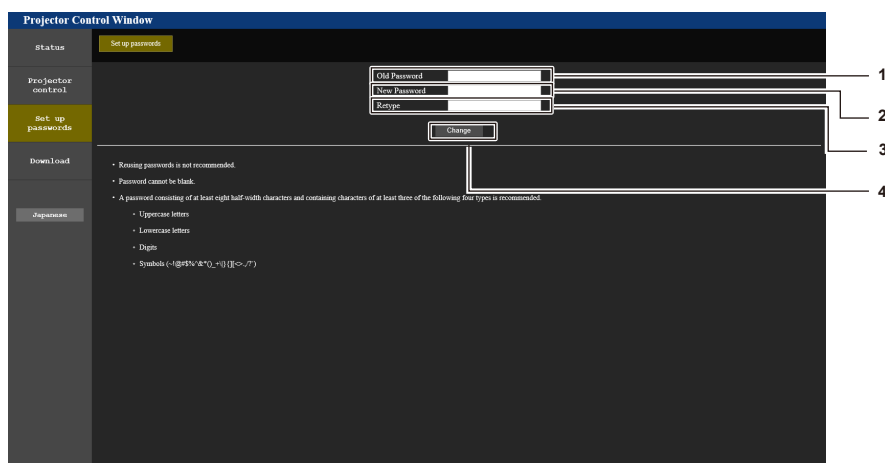 Projector Control Window
Status
Set up passwords
Projector
control
Set up
passwords
Download
Japanese
Old Password
New Password
Retype
Change
1
2
3
4
• Reusing passwords is not recommended.
• Password cannot be blank.
• A password consisting of at least eight half-width characters and containing characters of at least three of the following four types is recommended.
• Uppercase letters
• Lowercase letters
• Digits